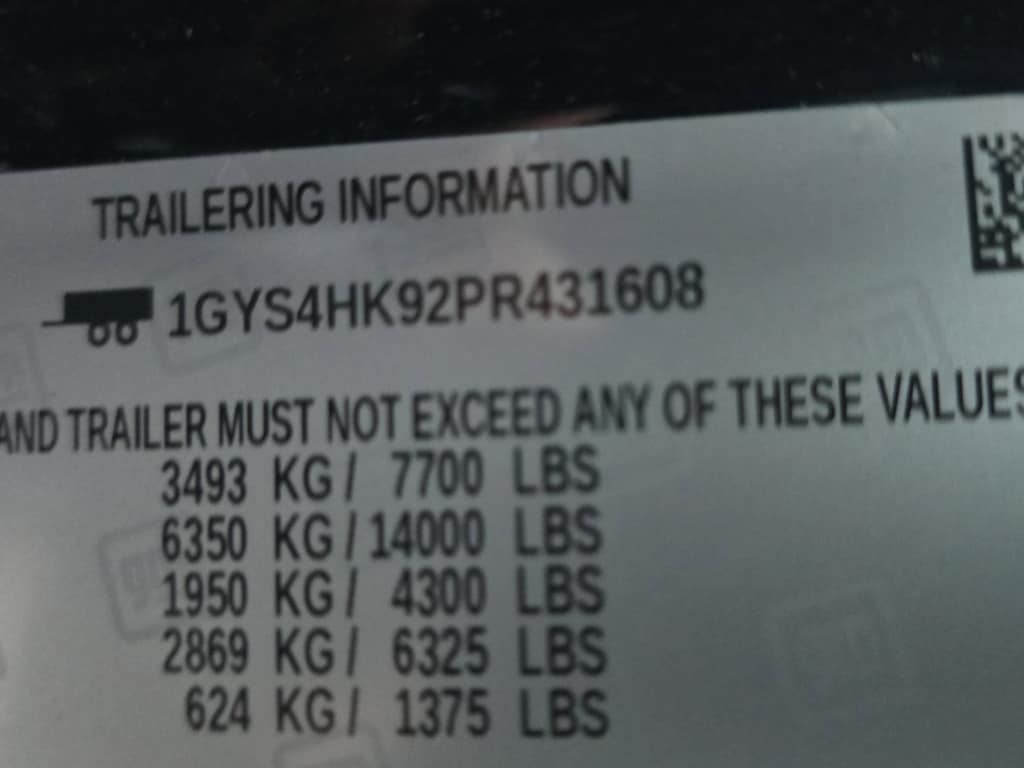 TRAILERING INFORMATION
1GYS4HK92PR431608
AND TRAILER MUST NOT EXCEED ANY OF THESE VALUES
3493 KG / 7700 LBS
6350 KG / 14000 LBS
1950 KG / 4300 LBS
2869 KG / 6325 LBS
624 KG / 1375 LBS